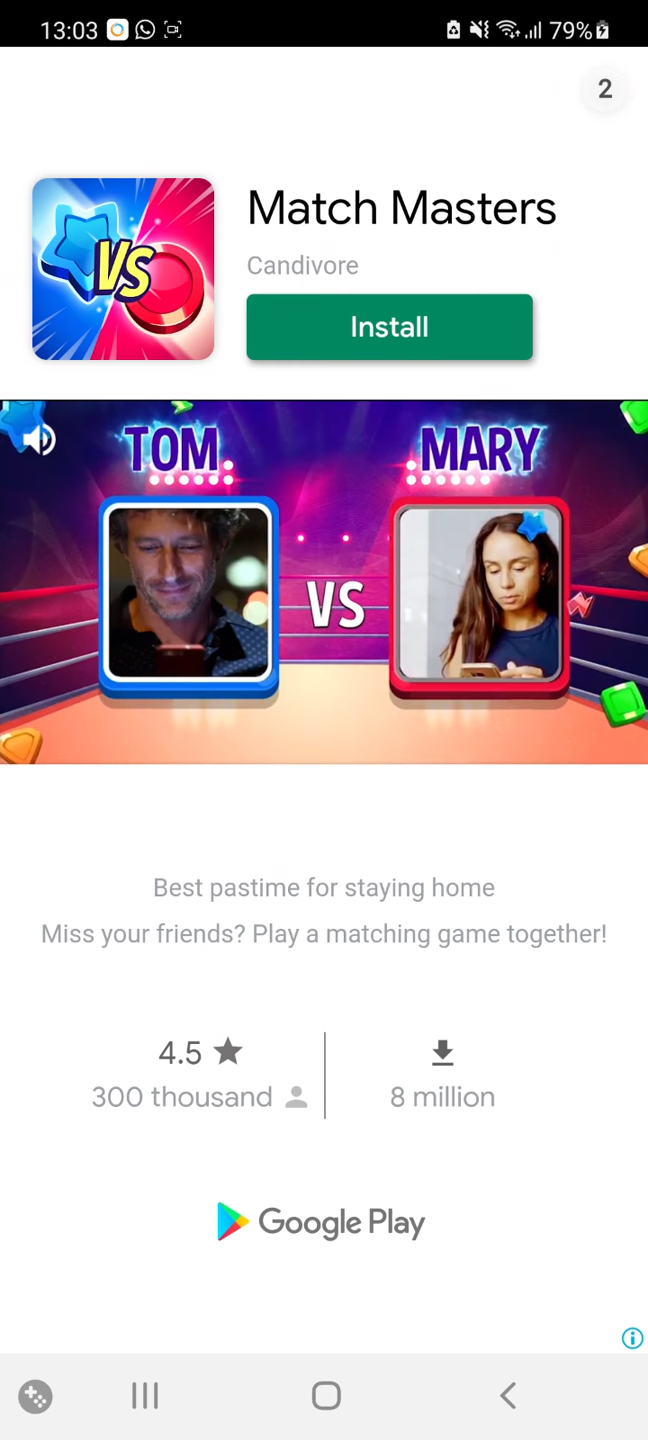 13:03
79%
2
VS
Match Masters
Candivore
Install
TOM
MARY
VS
Best pastime for staying home
Miss your friends? Play a matching game together!
4.5
300 thousand
8 million
Google Play